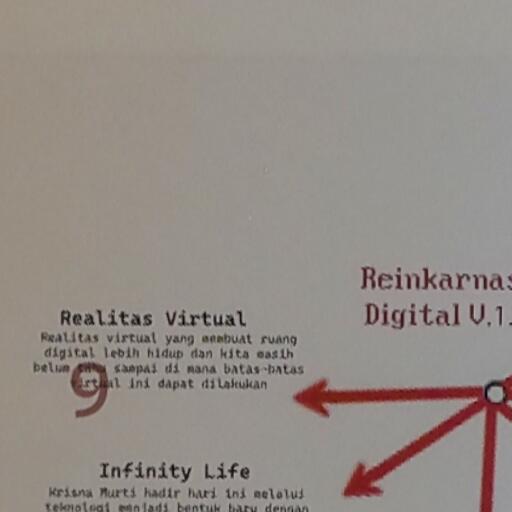 Reinkarnas
Digital V.1.
Realitas Virtual
Realitas virtual yang membuat ruang
digital lebih hidup dan kita masih
belum tahu sampai di mana batas-batas
virtual ini dapat dilakukan
9
Infinity Life
Krisna Murti hadir hari ini melalui
teknologi menjadi bentuk baru dengan